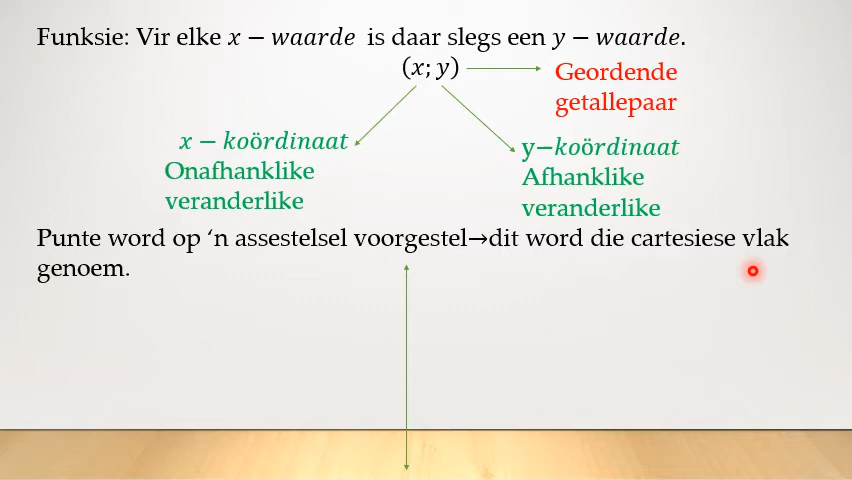 Funksie: Vir elke x − waarde is daar slegs een y − waarde.
(x; y)
Geordende
getallepaar
x − koördinaat
Onafhanklike
veranderlike
y−koördinaat
Afhanklike
veranderlike
Punte word op ‘n assestelsel voorgestel→dit word die cartesiese vlak
genoem.